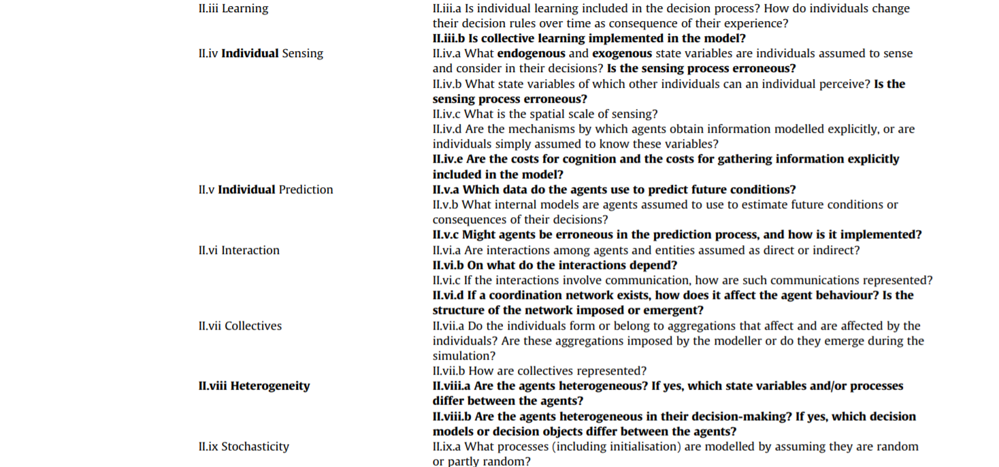 II.iii Learning II.iii.a Is individual learning included in the decision process? How do individuals change
their decision rules over time as consequence of their experience?
II.iii.b Is collective learning implemented in the model?
II.iv Individual Sensing II.iv.a What endogenous and exogenous state variables are individuals assumed to sense
and consider in their decisions? Is the sensing process erroneous?
II.iv.b What state variables of which other individuals can an individual perceive? Is the
sensing process erroneous?
II.iv.c What is the spatial scale of sensing?
II.iv.d Are the mechanisms by which agents obtain information modelled explicitly, or are
individuals simply assumed to know these variables?
II.iv.e Are the costs for cognition and the costs for gathering information explicitly
included in the model?
II.v Individual Prediction II.v.a Which data do the agents use to predict future conditions?
II.v.b What internal models are agents assumed to use to estimate future conditions or
consequences of their decisions?
II.v.c Might agents be erroneous in the prediction process, and how is it implemented?
II.vi Interaction II.vi.a Are interactions among agents and entities assumed as direct or indirect?
II.vi.b On what do the interactions depend?
II.vi.c If the interactions involve communication, how are such communications represented?
II.vi.d If a coordination network exists, how does it affect the agent behaviour? Is the
structure of the network imposed or emergent?
II.vii Collectives II.vii.a Do the individuals form or belong to aggregations that affect and are affected by the
individuals? Are these aggregations imposed by the modeller or do they emerge during the
simulation?
II.vii.b How are collectives represented?
II.viii Heterogeneity II.viii.a Are the agents heterogeneous? If yes, which state variables and/or processes
differ between the agents?
II.viii.b Are the agents heterogeneous in their decision-making? If yes, which decision
models or decision objects differ between the agents?
II.ix Stochasticity II.ix.a What processes (including initialisation) are modelled by assuming they are random
or partly random?